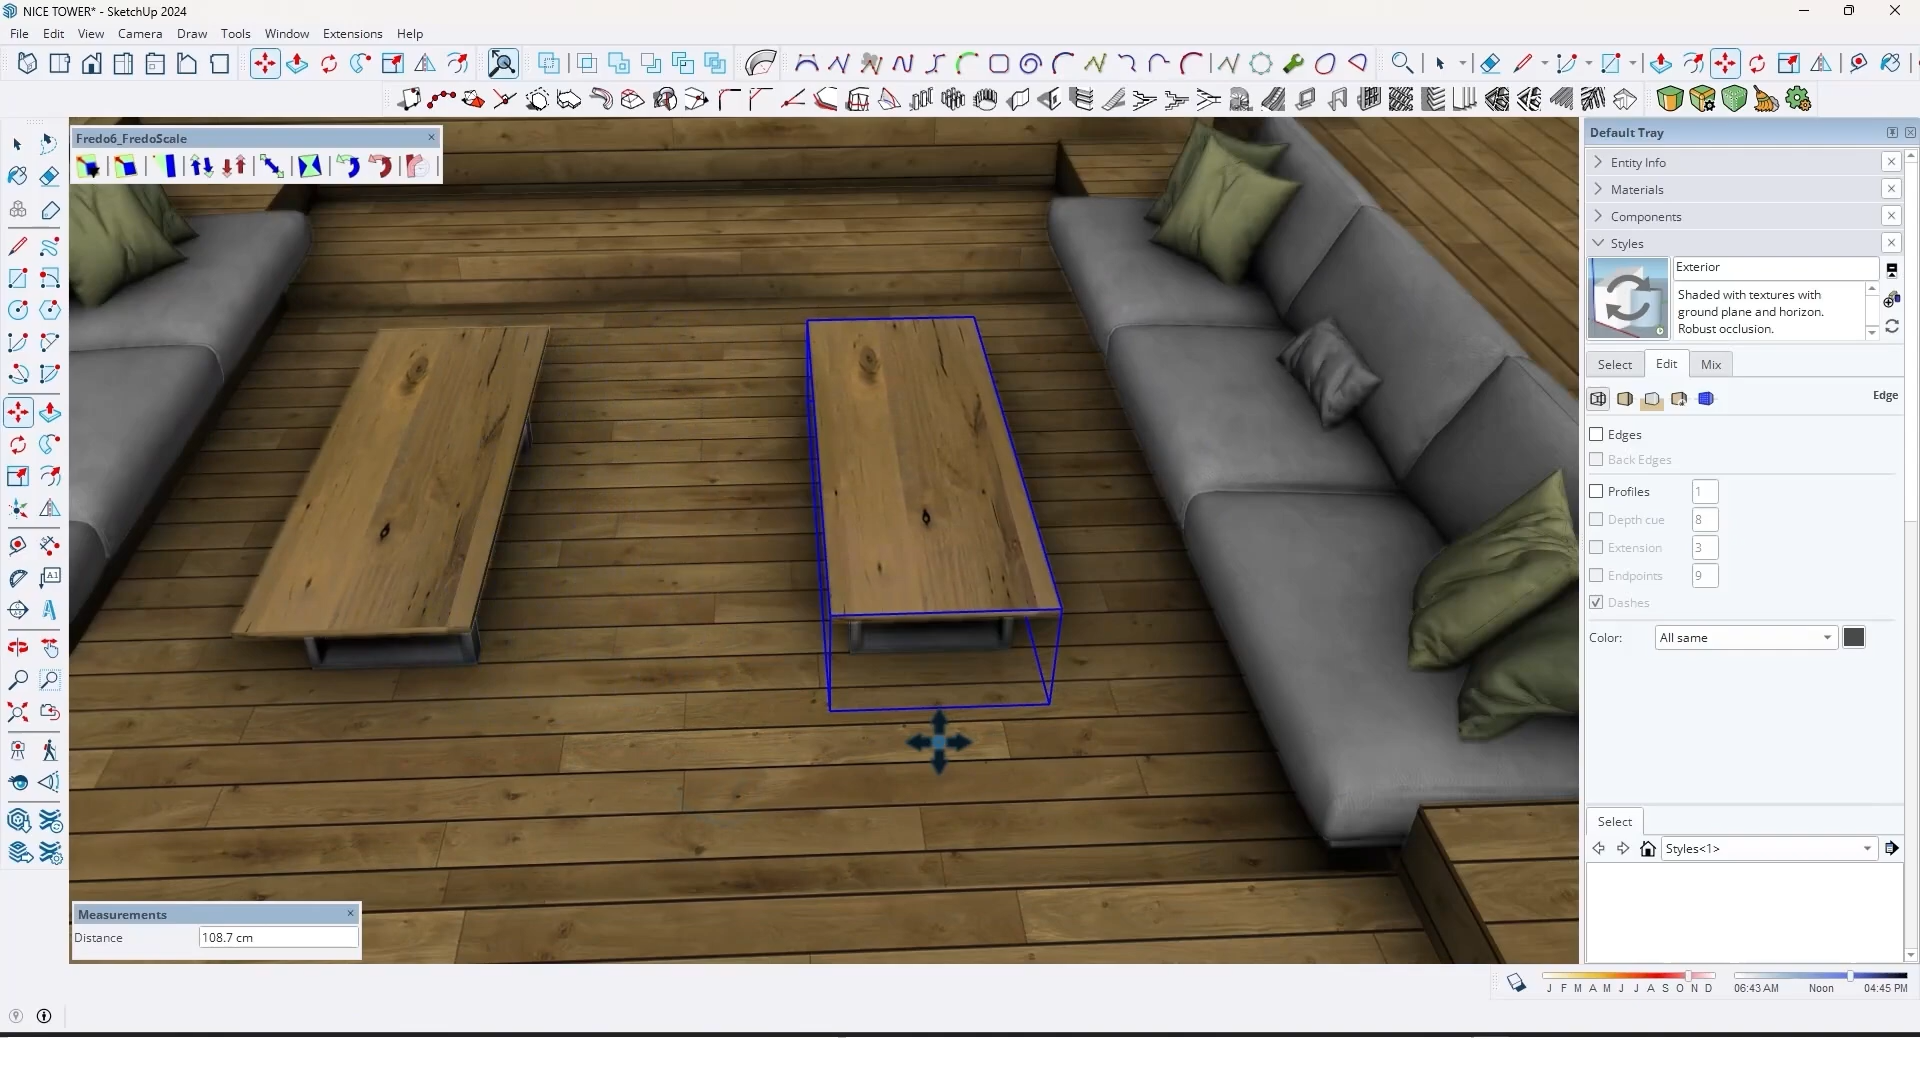 NICE TOWER* - SketchUp 2024
File Edit View Camera Draw Tools Window Extensions Help
Fredo6_FredoScale
Default Tray
Entity Info
Materials
Components
Styles
Exterior
Shaded with textures with
ground plane and horizon.
Robust occlusion.
Select Edit Mix
Edge
Edges
Back Edges
Profiles 1
Depth cue 8
Extension 3
Endpoints 9
Dashes
Color: All same
Select
Styles<1>
Measurements
Distance 108.7 cm
J F M A M J J A S O N D 06:43 AM Noon 04:45 PM